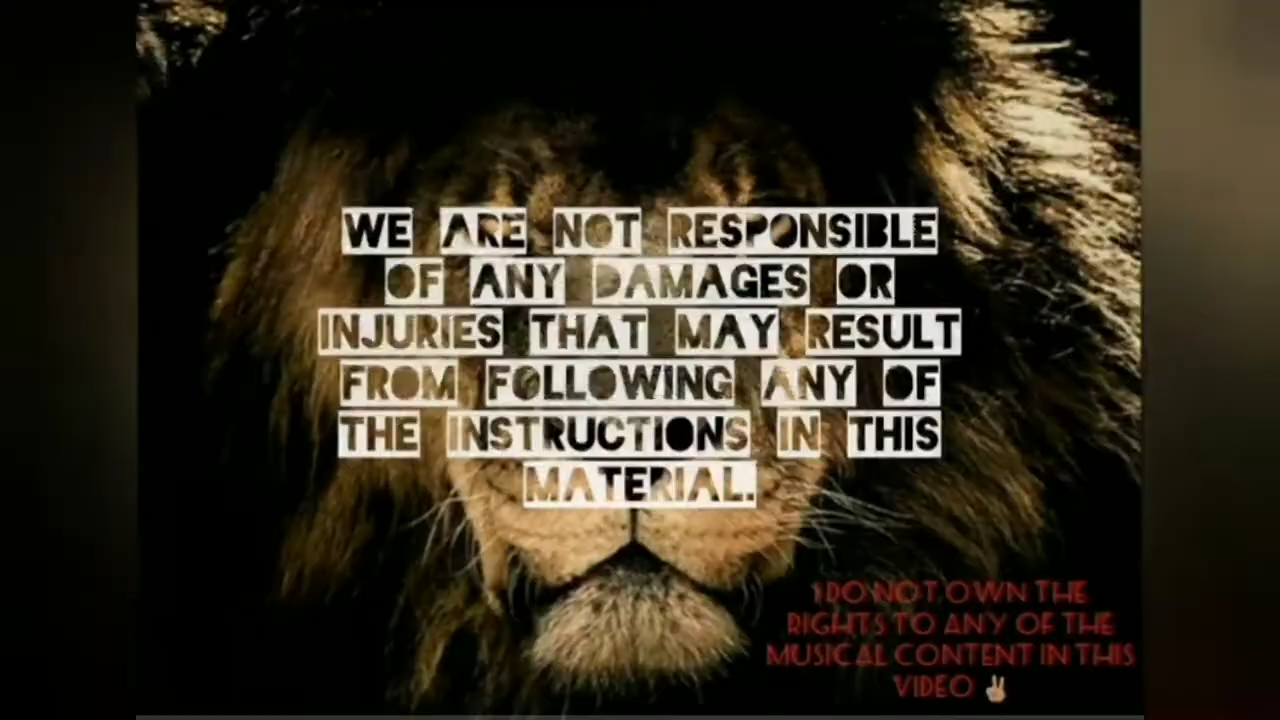 WE ARE NOT RESPONSIBLE
OF ANY DAMAGES OR
INJURIES THAT MAY RESULT
FROM FOLLOWING ANY OF
THE INSTRUCTIONS IN THIS
MATERIAL.
I DO NOT OWN THE
RIGHTS TO ANY OF THE
MUSICAL CONTENT IN THIS
VIDEO ✌🏼